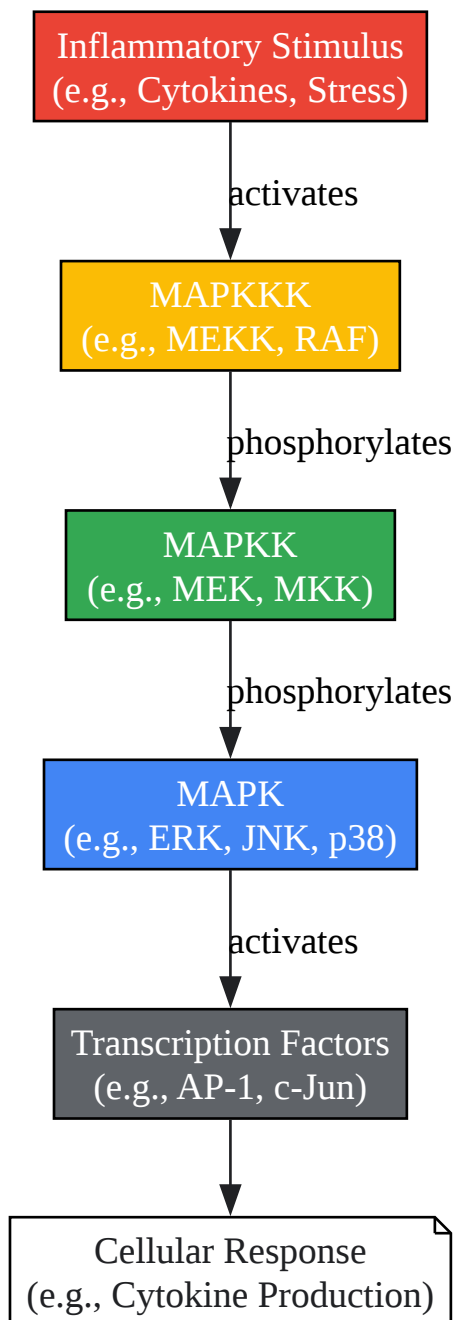 Inflammatory Stimulus
(e.g., Cytokines, Stress)
activates
MAPKKK
(e.g., MEKK, RAF)
phosphorylates
MAPKK
(e.g., MEK, MKK)
phosphorylates
MAPK
(e.g., ERK, JNK, p38)
activates
Transcription Factors
(e.g., AP-1, c-Jun)
Cellular Response
(e.g., Cytokine Production)